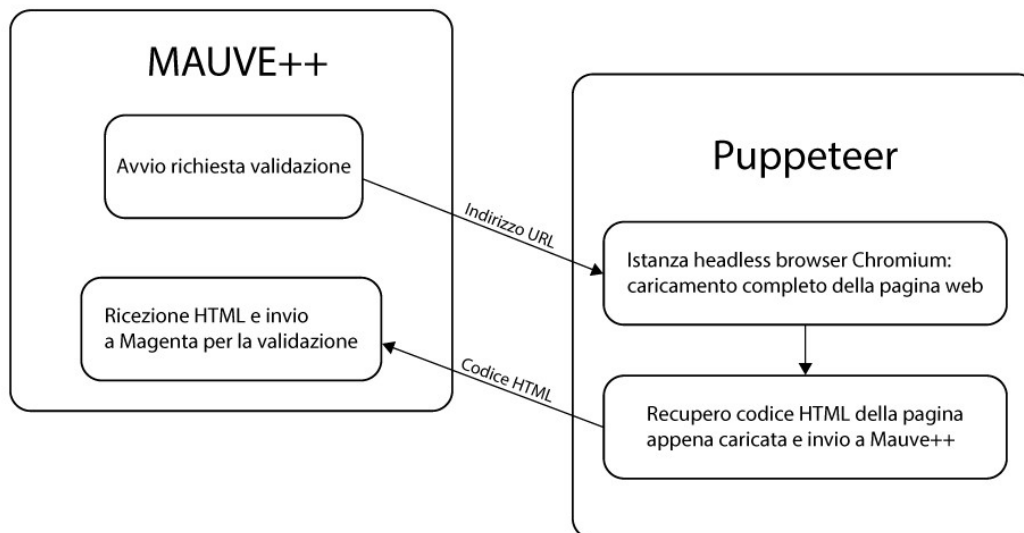 MAUVE++
Avvio richiesta validazione
Indirizzo URL
Puppeteer
Istanza headless browser Chromium:
caricamento completo della pagina web
Recupero codice HTML della pagina
appena caricata e invio a Mauve++
Codice HTML
Ricezione HTML e invio
a Magenta per la validazione